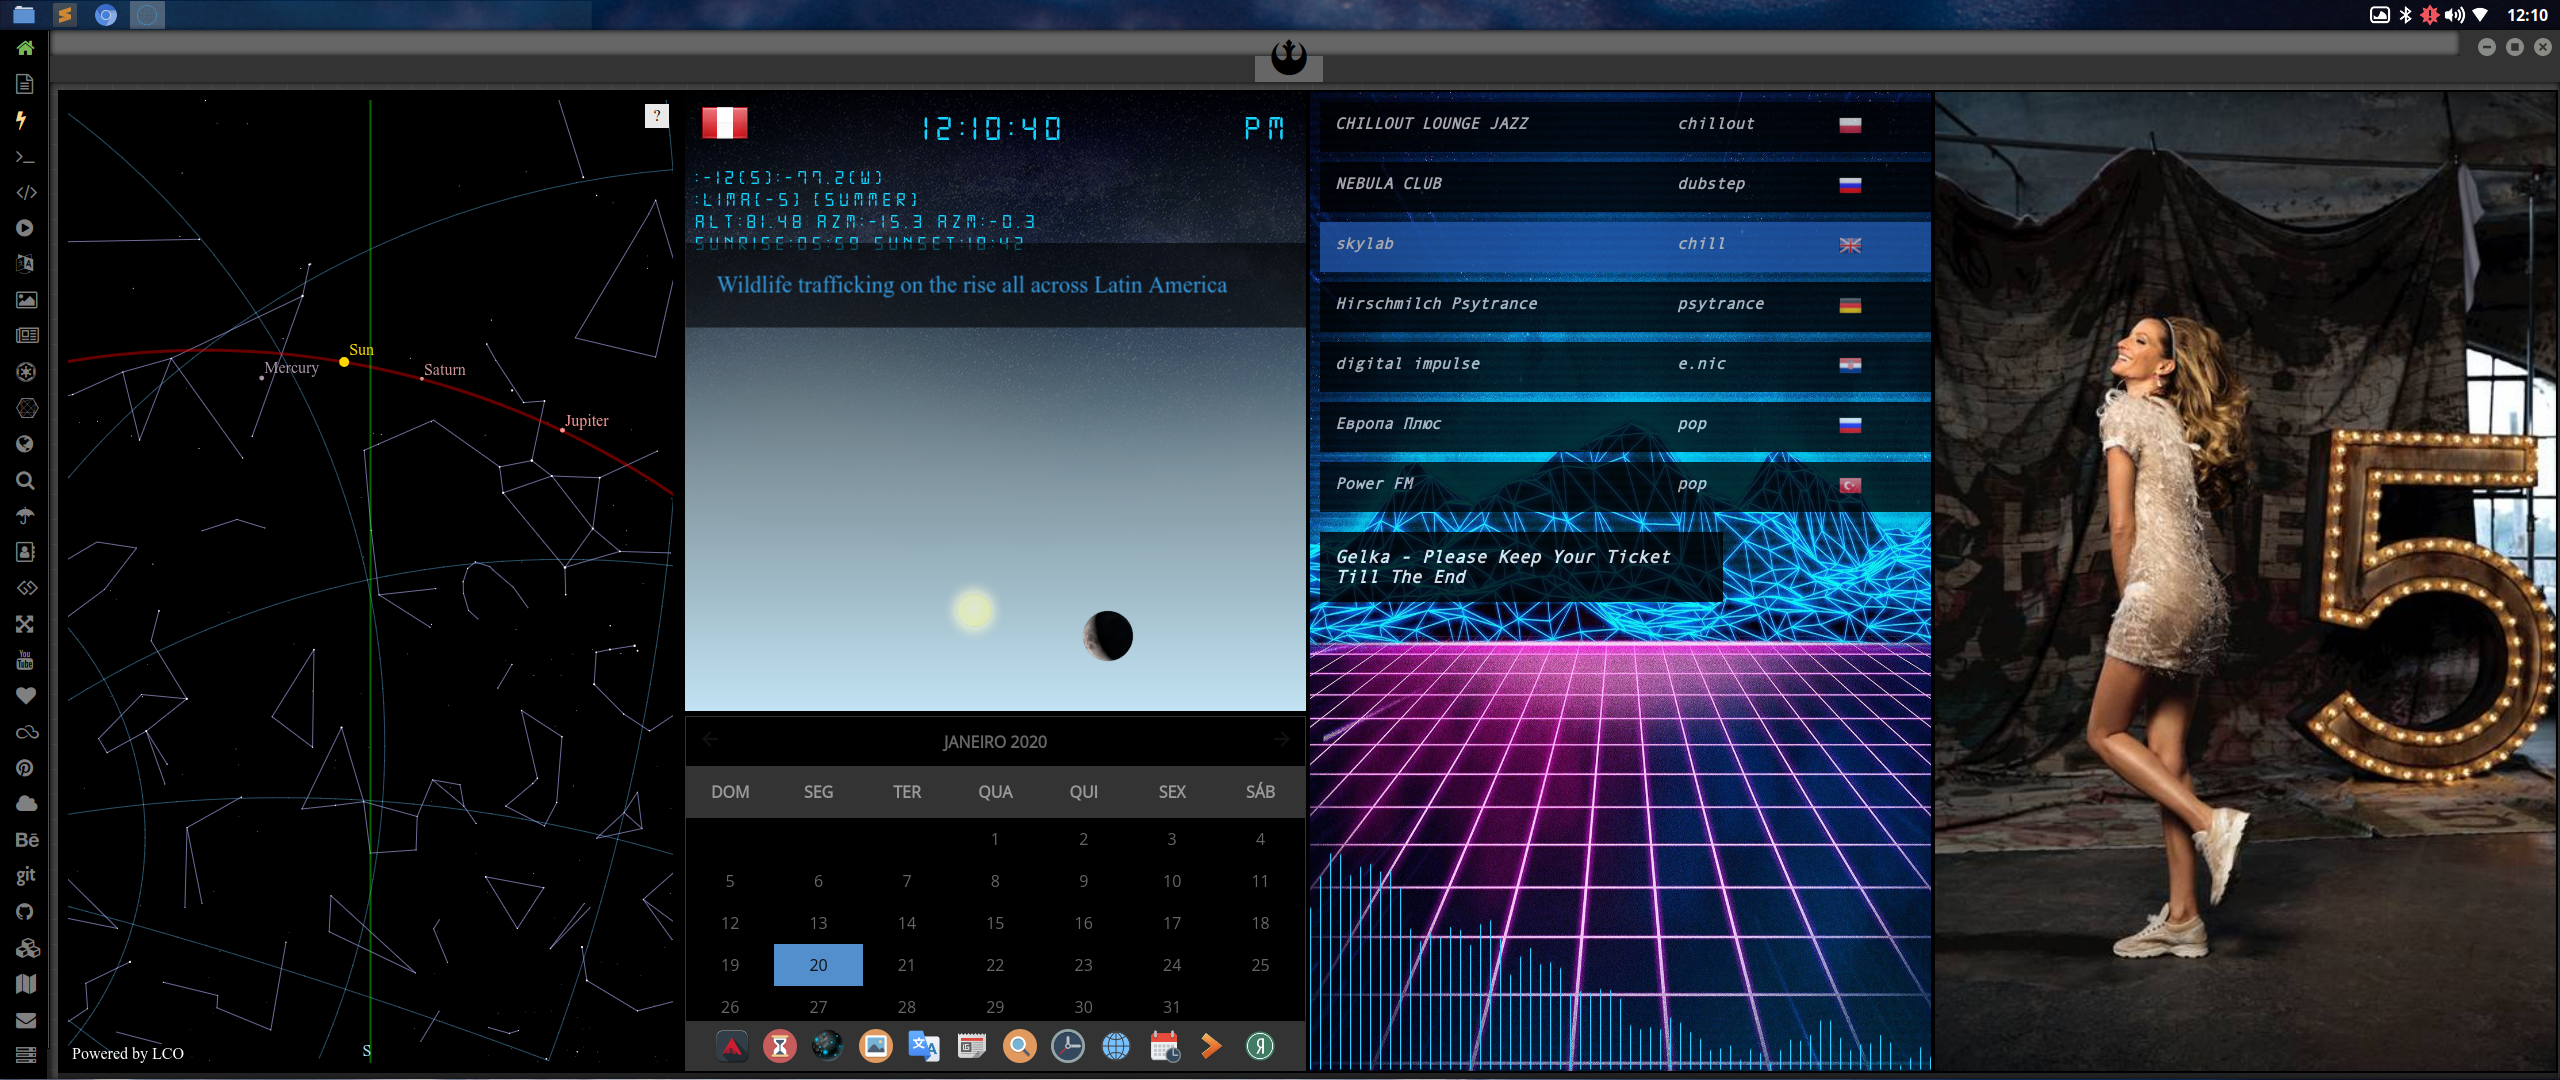 12:10
You
Tube
Bē
git
?
Sun
Mercury
Saturn
Jupiter
Powered by LCO
S
12:10:40 PM
:-12(S):-77.2(W)
:LIMA[-5] [SUMMER]
ALT:81.48 AZM:-15.3 AZM:-0.3
SUNRISE:05:59 SUNSET:18:42
Wildlife trafficking on the rise all across Latin America
JANEIRO 2020
DOM SEG TER QUA QUI SEX SÁB
1 2 3 4
5 6 7 8 9 10 11
12 13 14 15 16 17 18
19 20 21 22 23 24 25
26 27 28 29 30 31
CHILLOUT LOUNGE JAZZ chillout
NEBULA CLUB dubstep
skylab chill
Hirschmilch Psytrance psytrance
digital impulse e.nic
Европа Плюс pop
Power FM pop
Gelka - Please Keep Your Ticket
Till The End
5